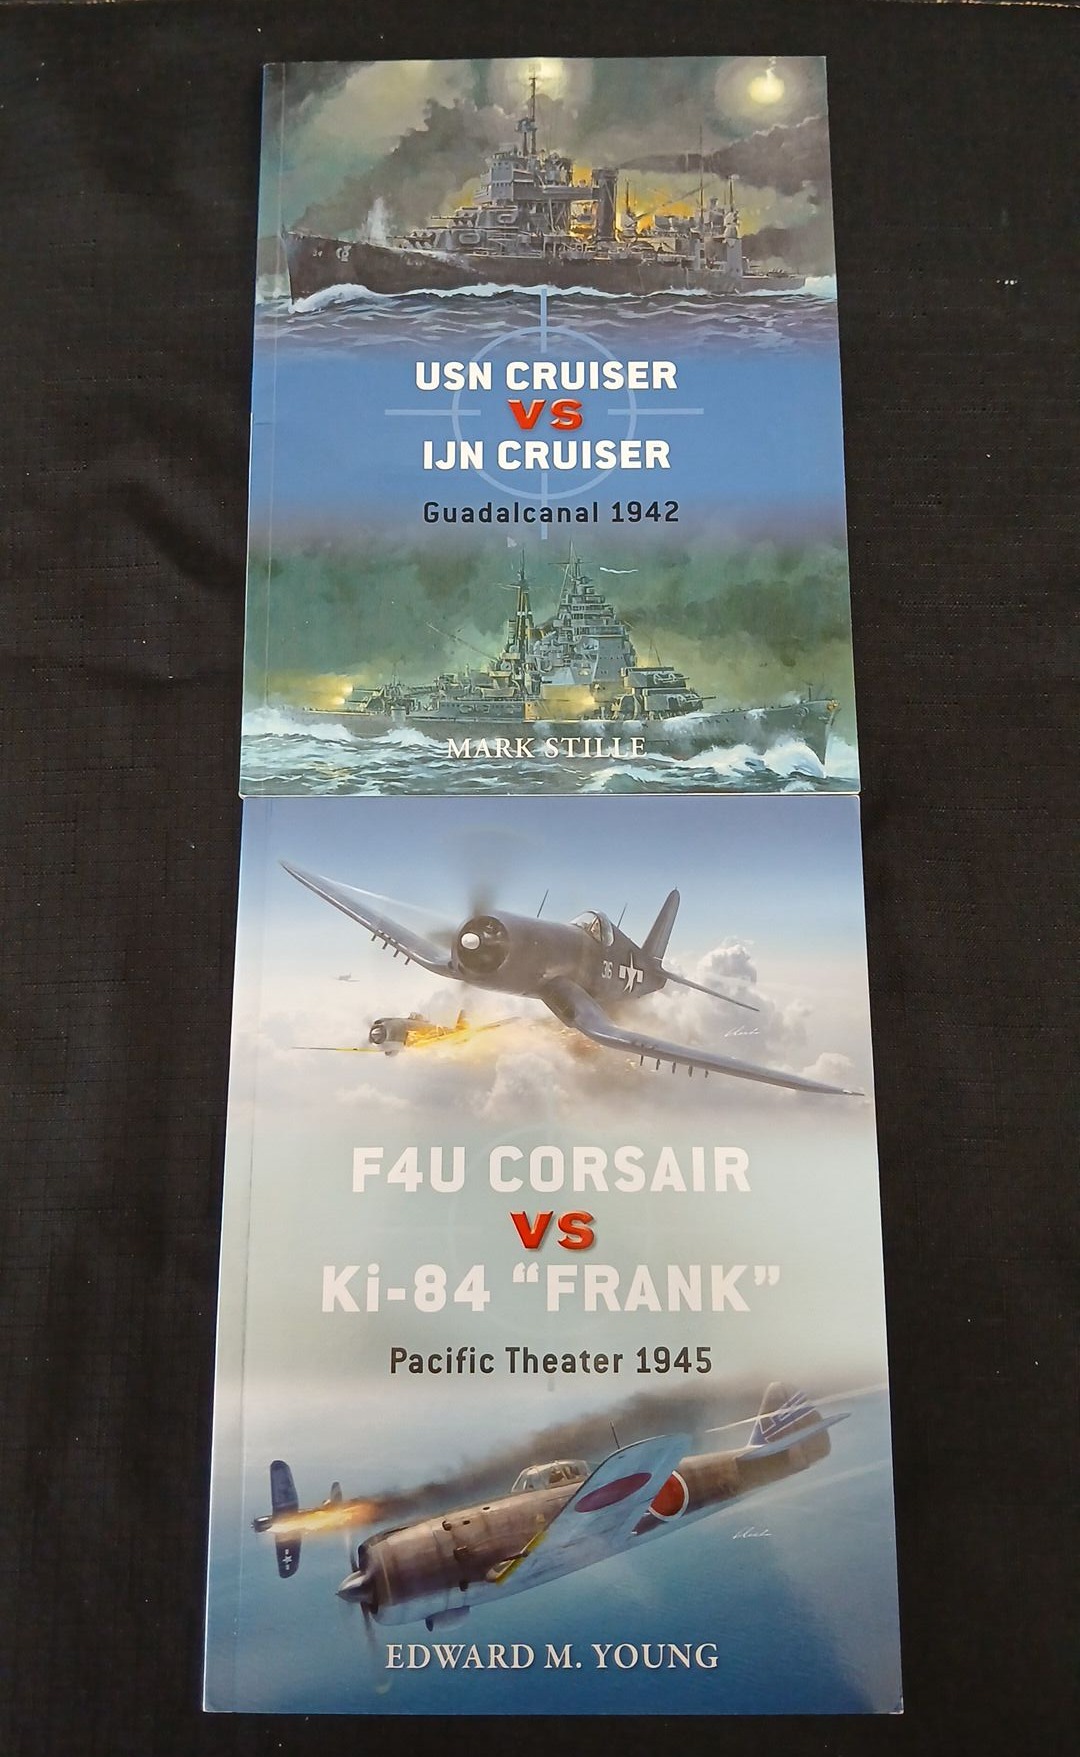 USN CRUISER
VS
IJN CRUISER
Guadalcanal 1942
MARK STILLE
316
F4U CORSAIR
VS
Ki-84 “FRANK”
Pacific Theater 1945
EDWARD M. YOUNG